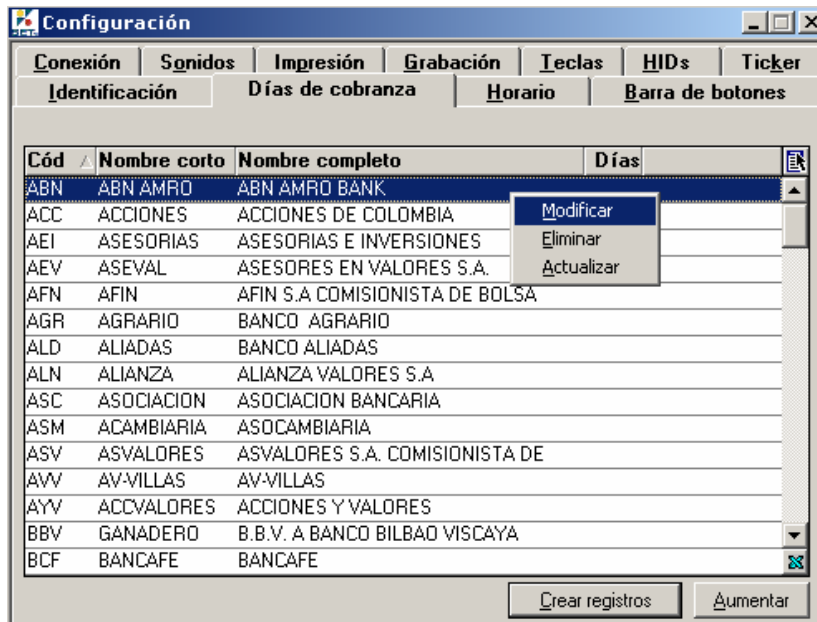 Configuración
Conexión Sonidos Impresión Grabación Teclas HIDs Ticker
Identificación Días de cobranza Horario Barra de botones
Cód Nombre corto Nombre completo Días
ABN ABN AMRO ABN AMRO BANK
ACC ACCIONES ACCIONES DE COLOMBIA
Modificar
AEI ASESORIAS ASESORIAS E INVERSIONES
Eliminar
AEV ASEVAL ASESORES EN VALORES S.A.
Actualizar
AFN AFIN AFIN S.A COMISIONISTA DE BOLSA
AGR AGRARIO BANCO AGRARIO
ALD ALIADAS BANCO ALIADAS
ALN ALIANZA ALIANZA VALORES S.A
ASC ASOCIACION ASOCIACION BANCARIA
ASM ACAMBIARIA ASOCAMBIARIA
ASV ASVALORES ASVALORES S.A. COMISIONISTA DE
AVV AV-VILLAS AV-VILLAS
AYV ACCVALORES ACCIONES Y VALORES
BBV GANADERO B.B.V. A BANCO BILBAO VISCAYA
BCF BANCAFE BANCAFE
Crear registros Aumentar